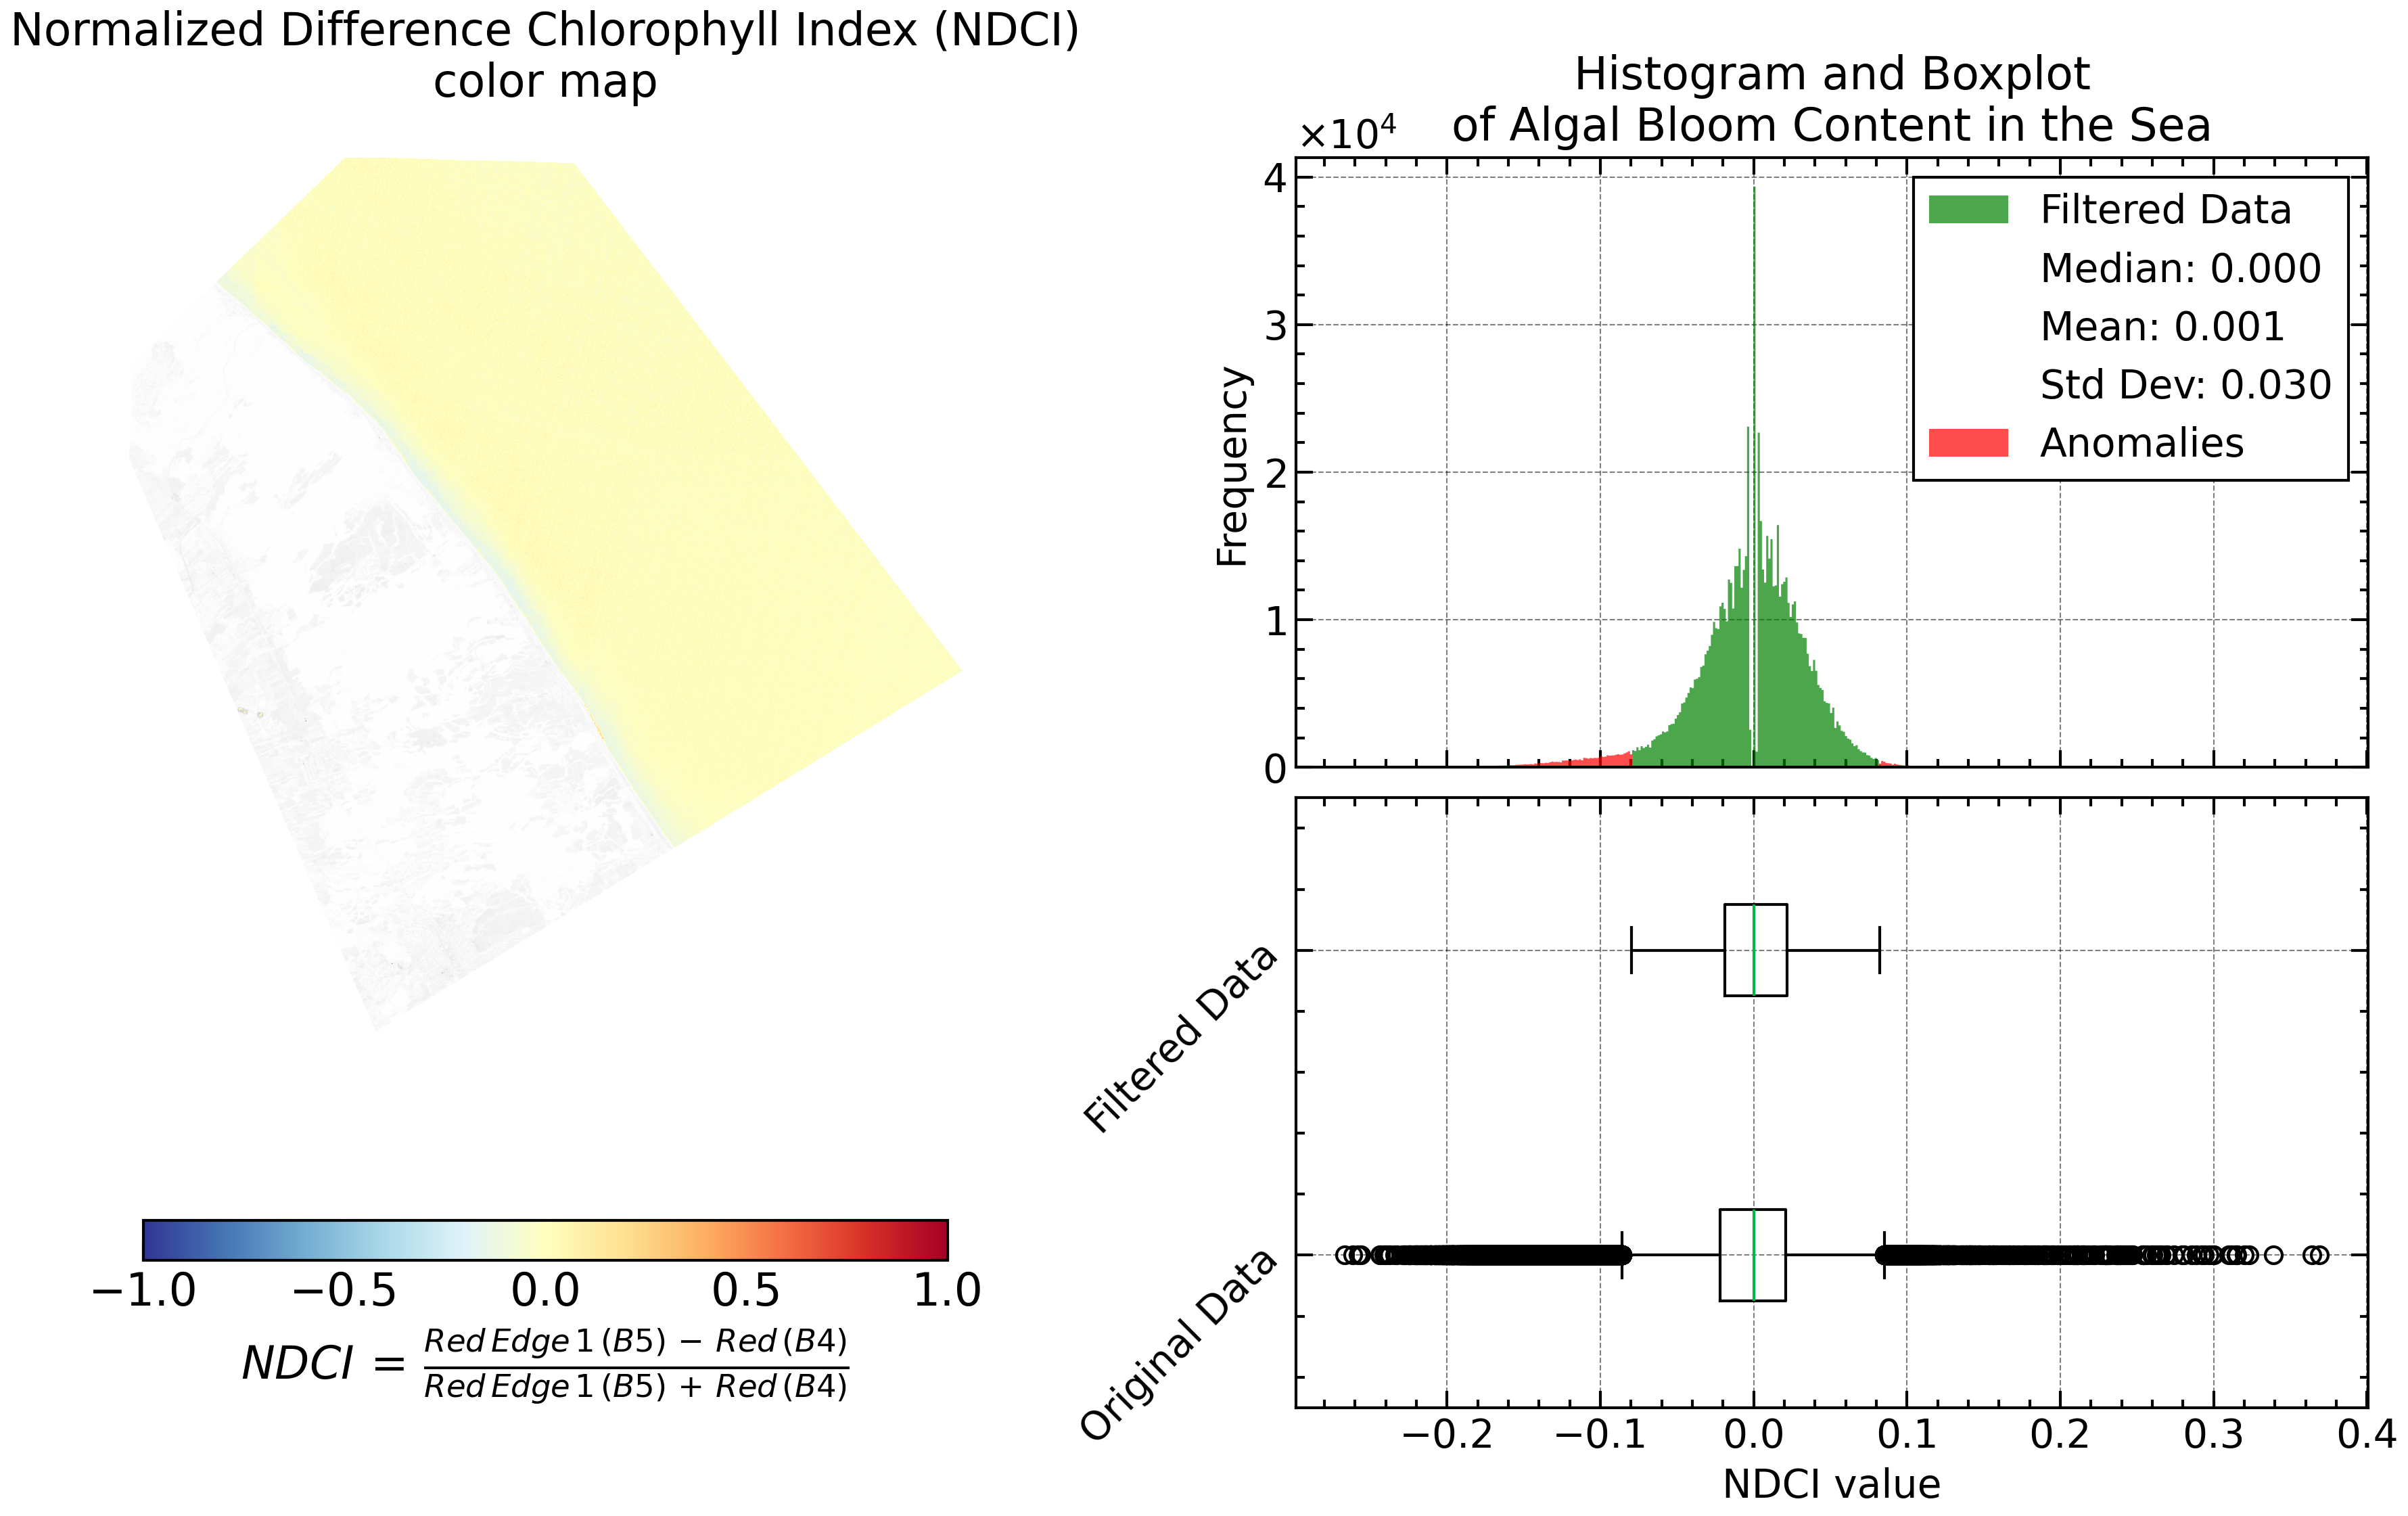 Normalized Difference Chlorophyll Index (NDCI)
color map
−1.0 −0.5 0.0 0.5 1.0
NDCI = Red Edge 1 (B5) − Red (B4)
Red Edge 1 (B5) + Red (B4)
Histogram and Boxplot
of Algal Bloom Content in the Sea
×10⁴
4
3
2
1
0
Frequency
Filtered Data
Median: 0.000
Mean: 0.001
Std Dev: 0.030
Anomalies
Filtered Data
Original Data
−0.2 −0.1 0.0 0.1 0.2 0.3 0.4
NDCI value